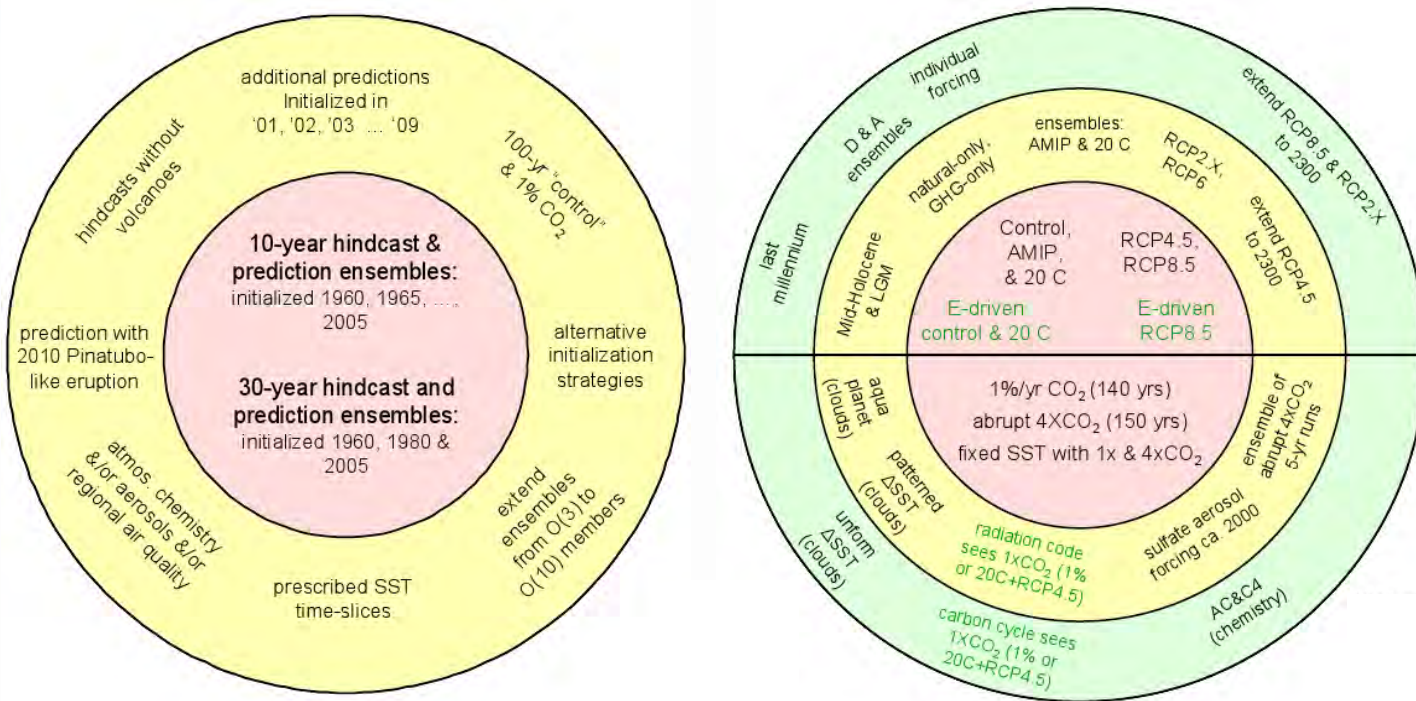 additional predictions
Initialized in
'01, '02, '03 ... '09
hindcasts without
volcanoes
100-yr "control"
& 1% CO₂
10-year hindcast &
prediction ensembles:
initialized 1960, 1965, ....,
2005
prediction with
2010 Pinatubo-
like eruption
alternative
initialization
strategies
30-year hindcast and
prediction ensembles:
initialized 1960, 1980 &
2005
atmos. chemistry
&/or aerosols &/or
regional air quality
extend
ensembles
from O(3) to
O(10) members
prescribed SST
time-slices
last
millennium
D & A
ensembles
individual
forcing
extend RCP8.5 & RCP2.X
to 2300
Mid-Holocene
& LGM
natural-only,
GHG-only
ensembles:
AMIP & 20 C
RCP2.X,
RCP6
extend RCP4.5
to 2300
Control,
AMIP,
& 20 C
RCP4.5,
RCP8.5
E-driven
control & 20 C
E-driven
RCP8.5
1%/yr CO₂ (140 yrs)
abrupt 4XCO₂ (150 yrs)
fixed SST with 1x & 4xCO₂
aqua
planet
(clouds)
patterned
ΔSST
(clouds)
radiation code
sees 1xCO₂ (1%
or 20C+RCP4.5)
sulfate aerosol
forcing ca. 2000
ensemble of
abrupt 4xCO₂
5-yr runs
unform
ΔSST
(clouds)
carbon cycle sees
1XCO₂ (1% or
20C+RCP4.5)
AC&C4
(chemistry)